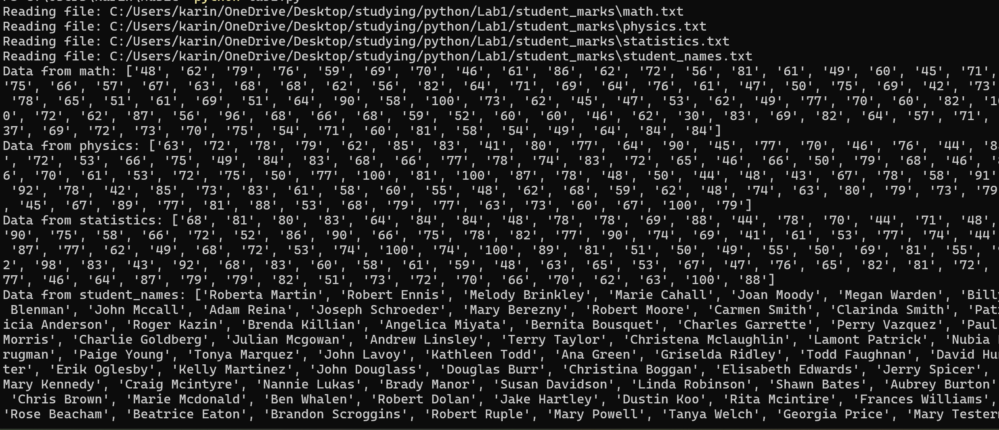 python
Reading file: C:/Users/karin/OneDrive/Desktop/studying/python/Lab1/student_marks\math.txt
Reading file: C:/Users/karin/OneDrive/Desktop/studying/python/Lab1/student_marks\physics.txt
Reading file: C:/Users/karin/OneDrive/Desktop/studying/python/Lab1/student_marks\statistics.txt
Reading file: C:/Users/karin/OneDrive/Desktop/studying/python/Lab1/student_marks\student_names.txt
Data from math: ['48', '62', '79', '76', '59', '69', '70', '46', '61', '86', '62', '72', '56', '81', '61', '49', '60', '45', '71',
'75', '66', '57', '67', '63', '68', '68', '62', '56', '82', '64', '71', '69', '64', '76', '61', '47', '50', '75', '69', '42', '73'
'78', '65', '51', '61', '69', '51', '64', '90', '58', '100', '73', '62', '45', '47', '53', '62', '49', '77', '70', '60', '82', '10
0', '72', '62', '87', '56', '96', '68', '66', '68', '59', '52', '60', '60', '46', '62', '30', '83', '69', '82', '64', '57', '71',
37', '69', '72', '73', '70', '75', '54', '71', '60', '81', '58', '54', '49', '64', '84', '84']
Data from physics: ['63', '72', '78', '79', '62', '85', '83', '41', '80', '77', '64', '90', '45', '77', '70', '46', '76', '44', '8
', '72', '53', '66', '75', '49', '84', '83', '68', '66', '77', '78', '74', '83', '72', '65', '46', '66', '50', '79', '68', '46', '
6', '70', '61', '53', '72', '75', '50', '77', '100', '81', '100', '87', '78', '48', '50', '44', '48', '43', '67', '78', '58', '91'
'92', '78', '42', '85', '73', '83', '61', '58', '60', '55', '48', '62', '68', '59', '62', '48', '74', '63', '80', '79', '73', '79
, '45', '67', '89', '77', '81', '88', '53', '68', '79', '77', '63', '73', '60', '67', '100', '79']
Data from statistics: ['68', '81', '80', '83', '64', '84', '84', '48', '78', '78', '69', '88', '44', '78', '70', '44', '71', '48',
'90', '75', '58', '66', '72', '52', '86', '90', '66', '75', '78', '82', '77', '90', '74', '69', '41', '61', '53', '77', '74', '44'
'87', '77', '62', '49', '68', '72', '53', '74', '100', '74', '100', '89', '81', '51', '50', '49', '55', '50', '69', '81', '55', '
2', '98', '83', '43', '92', '68', '83', '60', '58', '61', '59', '48', '63', '65', '53', '67', '47', '76', '65', '82', '81', '72',
77', '46', '64', '87', '79', '79', '82', '51', '73', '72', '70', '66', '70', '62', '63', '100', '88']
Data from student_names: ['Roberta Martin', 'Robert Ennis', 'Melody Brinkley', 'Marie Cahall', 'Joan Moody', 'Megan Warden', 'Billy
Blenman', 'John Mccall', 'Adam Reina', 'Joseph Schroeder', 'Mary Berezny', 'Robert Moore', 'Carmen Smith', 'Clarinda Smith', 'Patr
icia Anderson', 'Roger Kazin', 'Brenda Killian', 'Angelica Miyata', 'Bernita Bousquet', 'Charles Garrette', 'Perry Vazquez', 'Paul
Morris', 'Charlie Goldberg', 'Julian Mcgowan', 'Andrew Linsley', 'Terry Taylor', 'Christena Mclaughlin', 'Lamont Patrick', 'Nubia
rugman', 'Paige Young', 'Tonya Marquez', 'John Lavoy', 'Kathleen Todd', 'Ana Green', 'Griselda Ridley', 'Todd Faughnan', 'David Hun
ter', 'Erik Oglesby', 'Kelly Martinez', 'John Douglass', 'Douglas Burr', 'Christina Boggan', 'Elisabeth Edwards', 'Jerry Spicer',
Mary Kennedy', 'Craig Mcintyre', 'Nannie Lukas', 'Brady Manor', 'Susan Davidson', 'Linda Robinson', 'Shawn Bates', 'Aubrey Burton'
'Chris Brown', 'Marie Mcdonald', 'Ben Whalen', 'Robert Dolan', 'Jake Hartley', 'Dustin Koo', 'Rita Mcintire', 'Frances Williams',
'Rose Beacham', 'Beatrice Eaton', 'Brandon Scroggins', 'Robert Ruple', 'Mary Powell', 'Tanya Welch', 'Georgia Price', 'Mary Tester